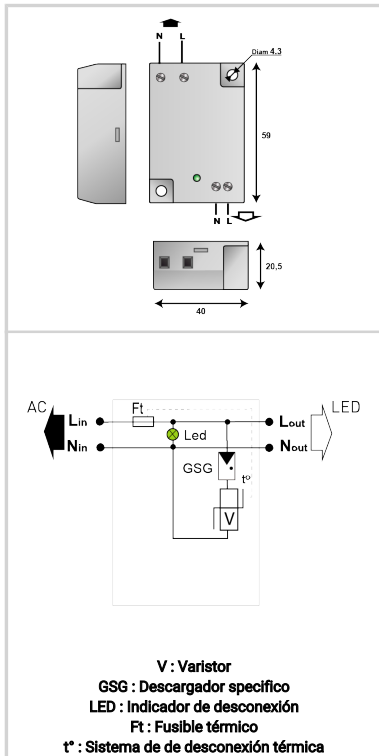 N L
Diam 4.3
59
N L
20,5
40
AC
LED
Ft
Lin
Lout
Led
Nin
Nout
GSG
t°
V
V : Varistor
GSG : Descargador specifico
LED : Indicador de desconexión
Ft : Fusible térmico
t° : Sistema de de desconexión térmica